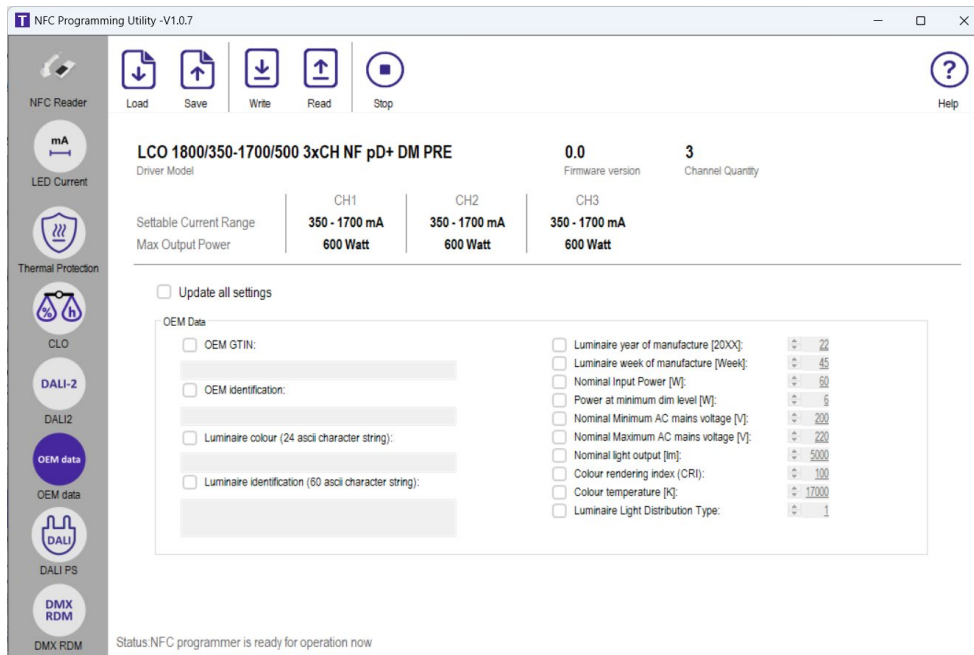 T NFC Programming Utility -V1.0.7
NFC Reader
mA
LED Current
Thermal Protection
% h
CLO
DALI-2
DALI2
OEM data
OEM data
DALI
DALI PS
DMX
RDM
DMX RDM
Load Save Write Read Stop
? Help
LCO 1800/350-1700/500 3xCH NF pD+ DM PRE 0.0 3
Driver Model Firmware version Channel Quantity
CH1 CH2 CH3
Settable Current Range 350 - 1700 mA 350 - 1700 mA 350 - 1700 mA
Max Output Power 600 Watt 600 Watt 600 Watt
Update all settings
OEM Data
OEM GTIN:
OEM identification:
Luminaire colour (24 ascii character string):
Luminaire identification (60 ascii character string):
Luminaire year of manufacture [20XX]: 22
Luminaire week of manufacture [Week]: 45
Nominal Input Power [W]: 60
Power at minimum dim level [W]: 6
Nominal Minimum AC mains voltage [V]: 200
Nominal Maximum AC mains voltage [V]: 220
Nominal light output [lm]: 5000
Colour rendering index (CRI): 100
Colour temperature [K]: 17000
Luminaire Light Distribution Type: 1
Status:NFC programmer is ready for operation now